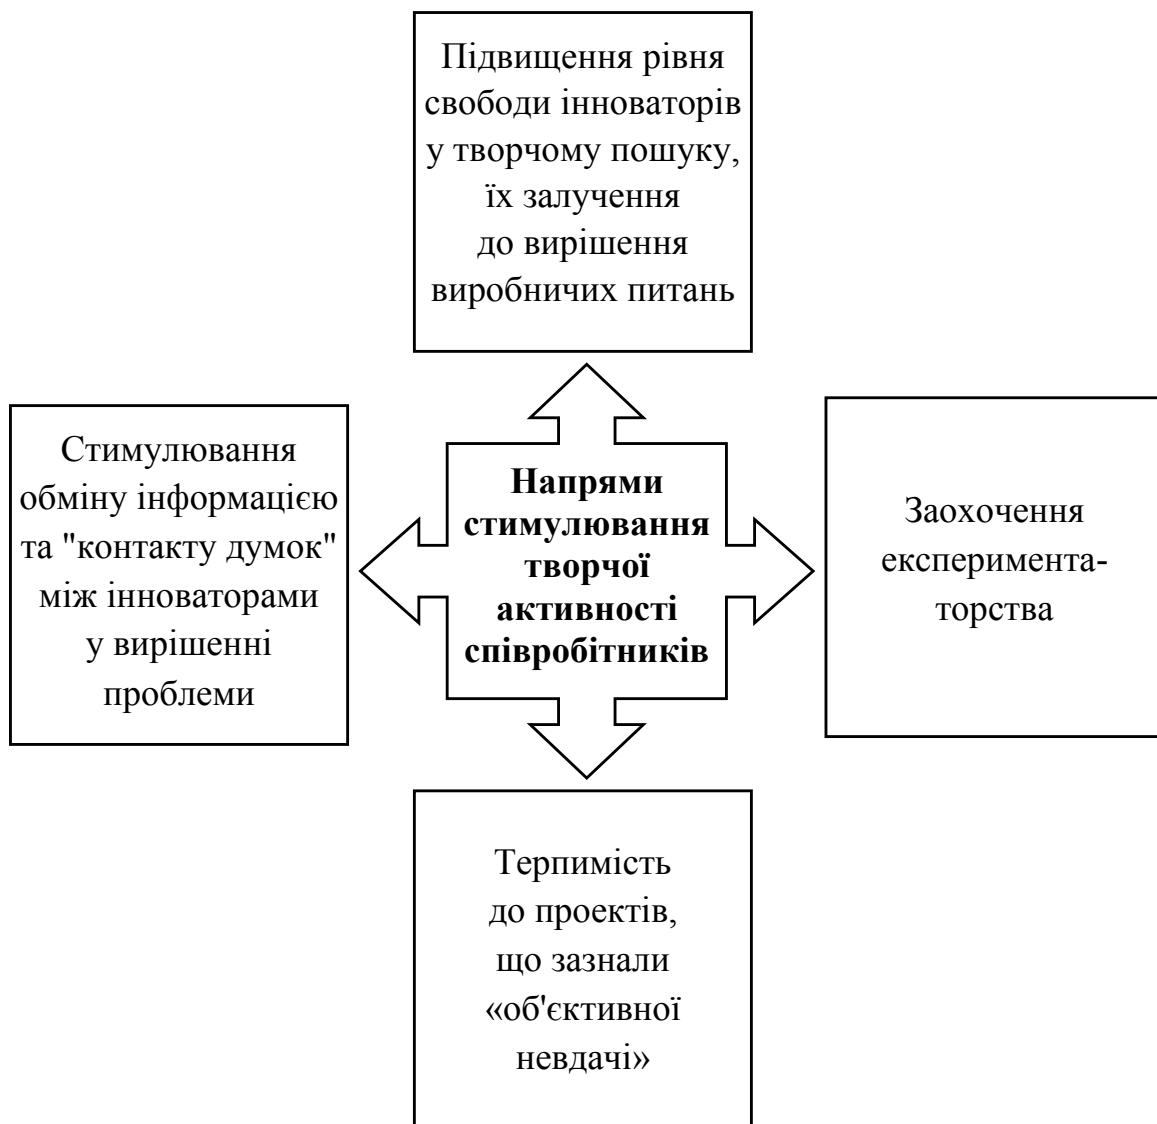 Підвищення рівня
свободи інноваторів
у творчому пошуку,
їх залучення
до вирішення
виробничих питань
Стимулювання
обміну інформацією
та "контакту думок"
між інноваторами
у вирішенні
проблеми
Напрями
стимулювання
творчої
активності
співробітників
Заохочення
експеримента-
торства
Терпимість
до проектів,
що зазнали
«об'єктивної
невдачі»